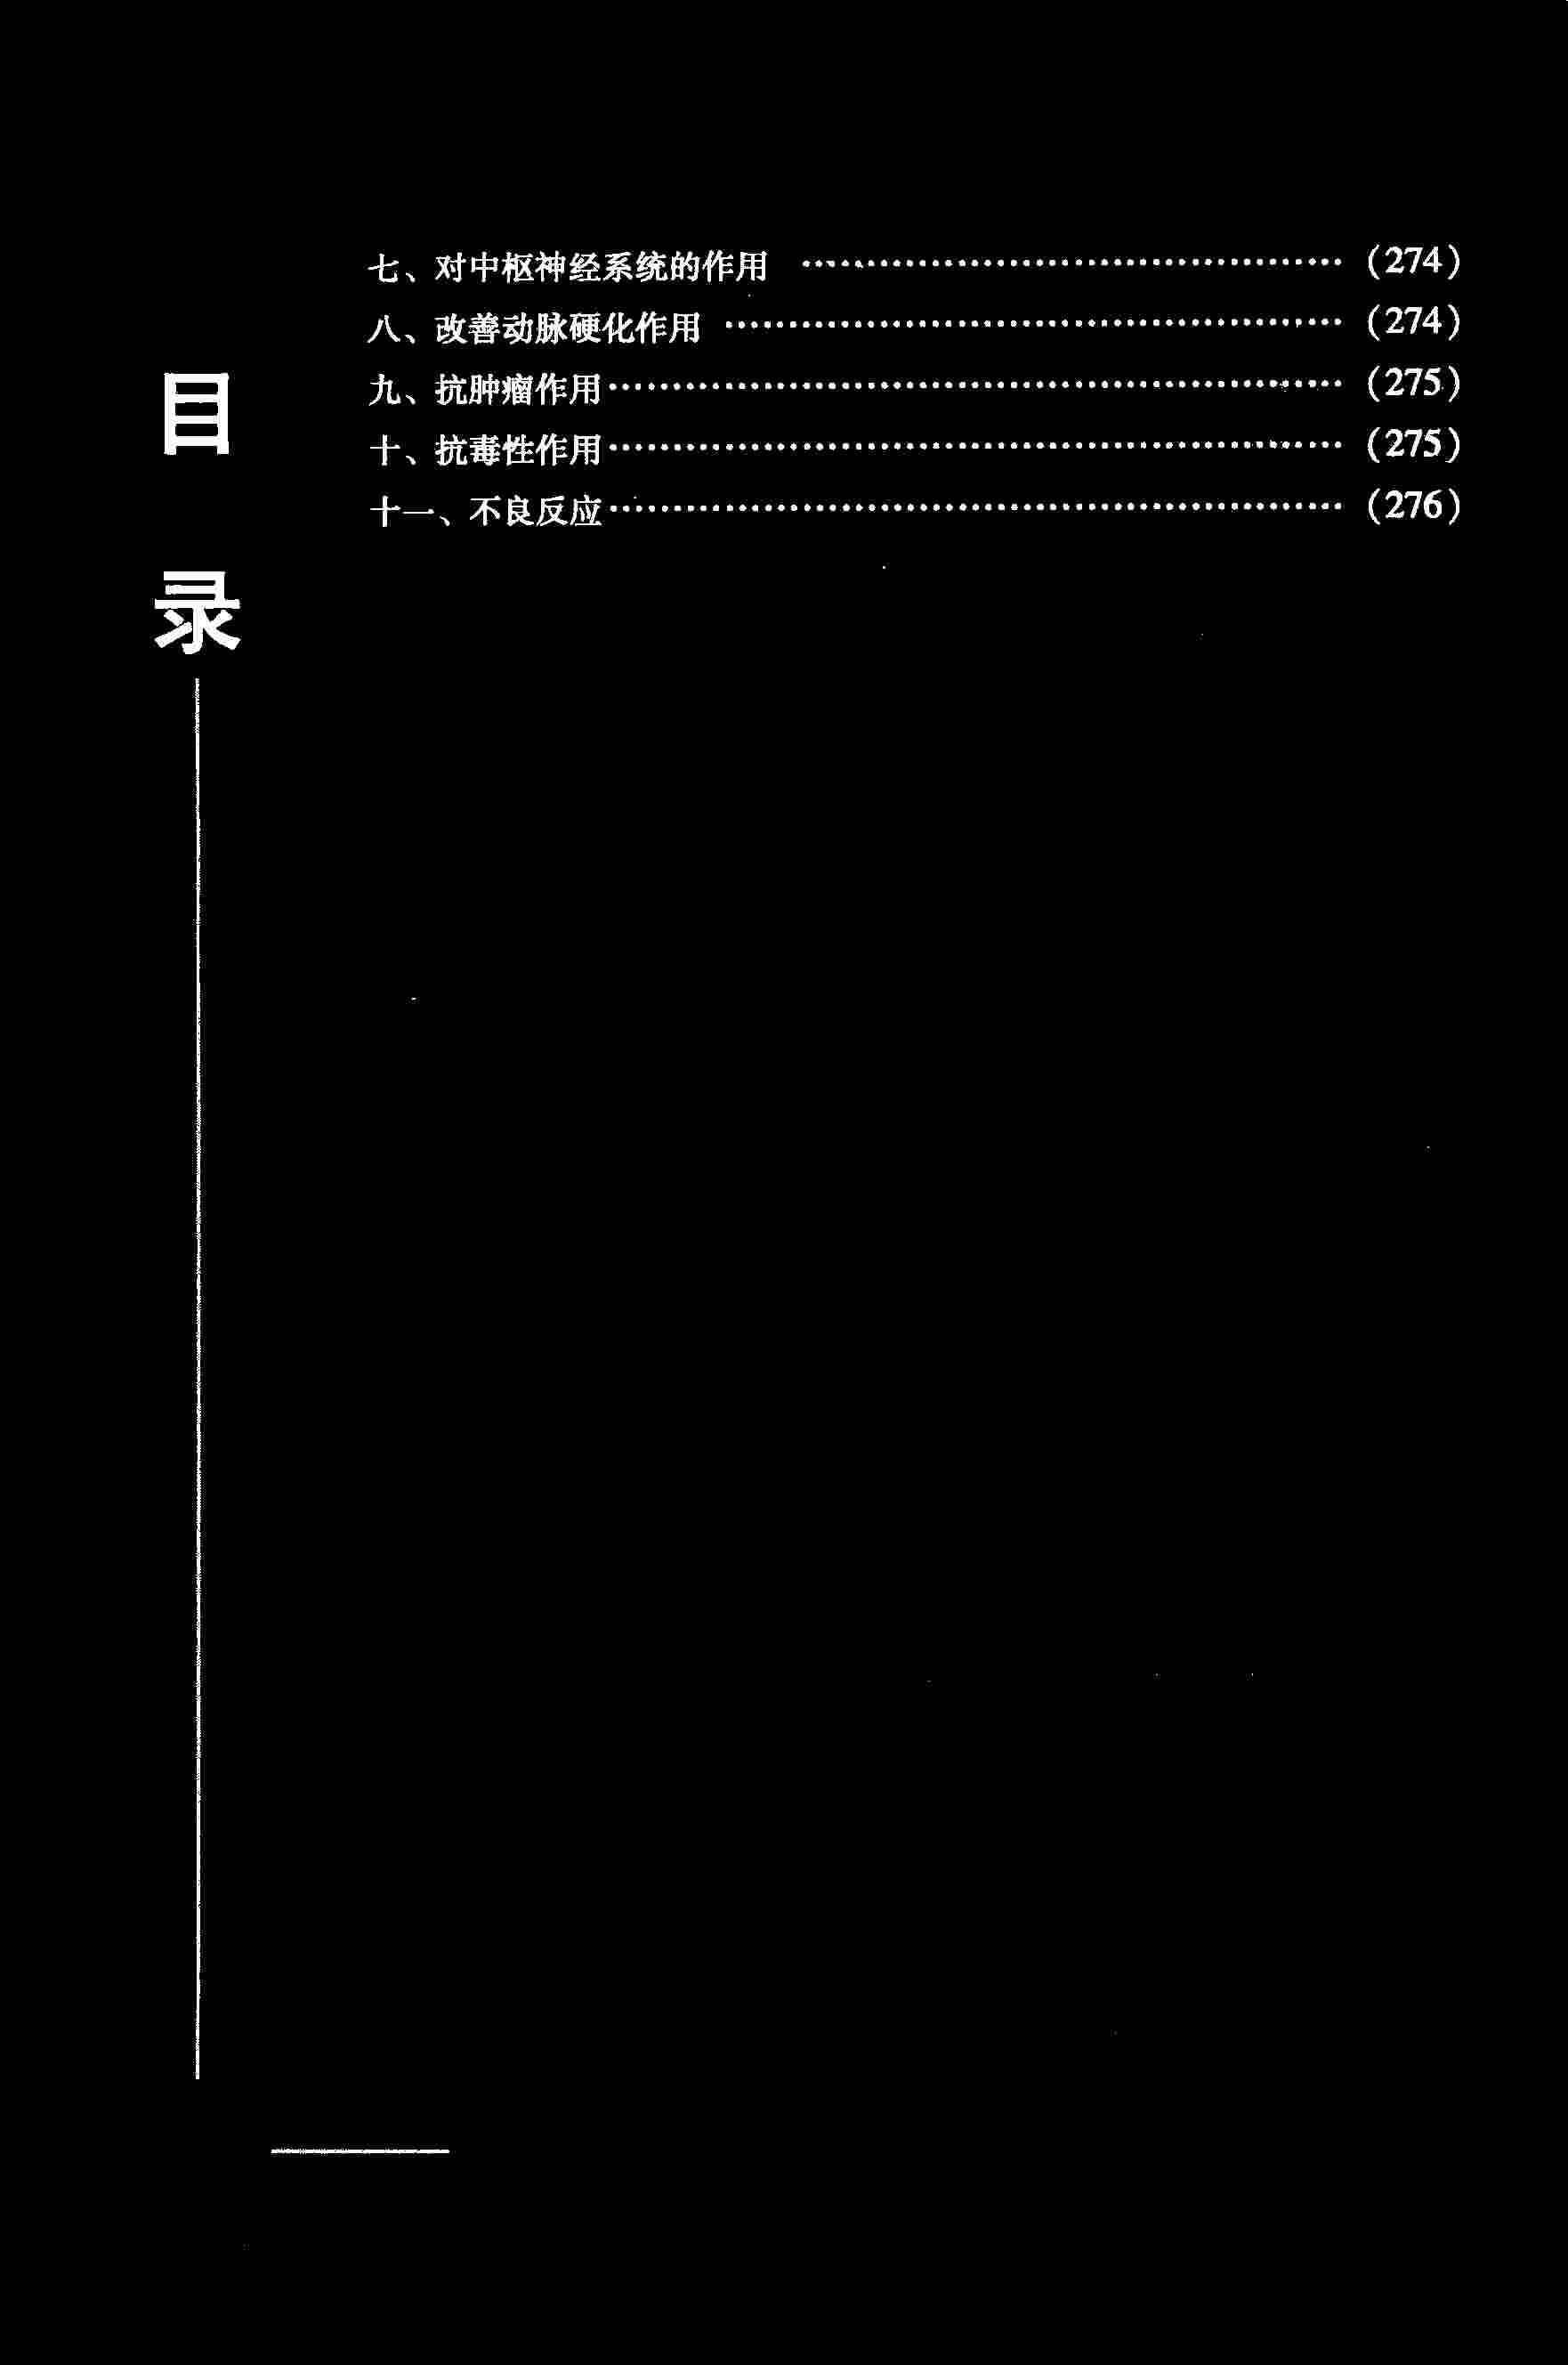 目录
七、对中枢神经系统的作用 ………………………………………… (274)
八、改善动脉硬化作用 ………………………………………… (274)
九、抗肿瘤作用………………………………………… (275)
十、抗毒性作用………………………………………… (275)
十一、不良反应………………………………………… (276)